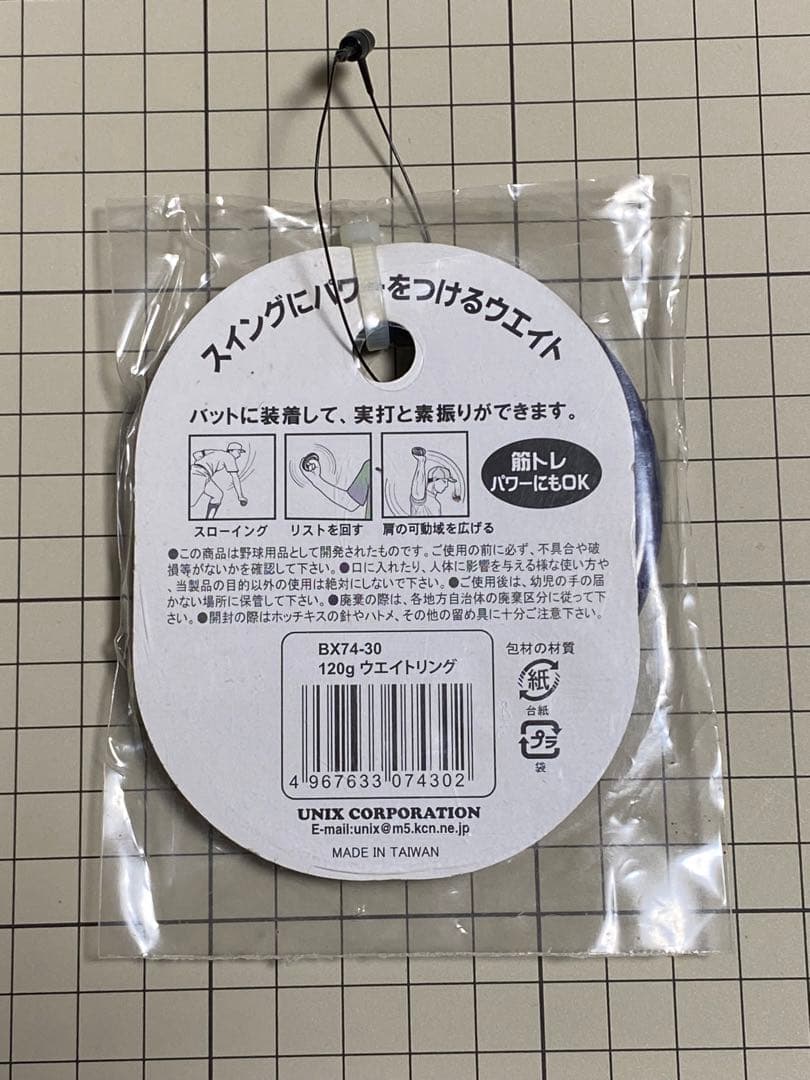 スイングにパワーをつけるウエイト
バットに装着して、実打と素振りができます。
スローイング
リストを回す
肩の可動域を広げる
筋トレ
パワーにもOK
●この商品は野球用品として開発されたものです。ご使用の前に必ず、不具合や破
損等がないかを確認して下さい。●口に入れたり、人体に影響を与える様な使い方や
、当製品の目的以外の使用は絶対にしないで下さい。●ご使用後は、幼児の手の届
かない場所に保管して下さい。●廃棄の際は、各地方自治体の廃棄区分に従って下さ
い。●開封の際はホッチキスの針やハトメ、その他の留め具に十分ご注意下さい。
BX74-30
120g ウエイトリング
4 967633 074302
包材の材質
紙
台紙
プラ
袋
UNIX CORPORATION
E-mail:unix@m5.kcn.ne.jp
MADE IN TAIWAN